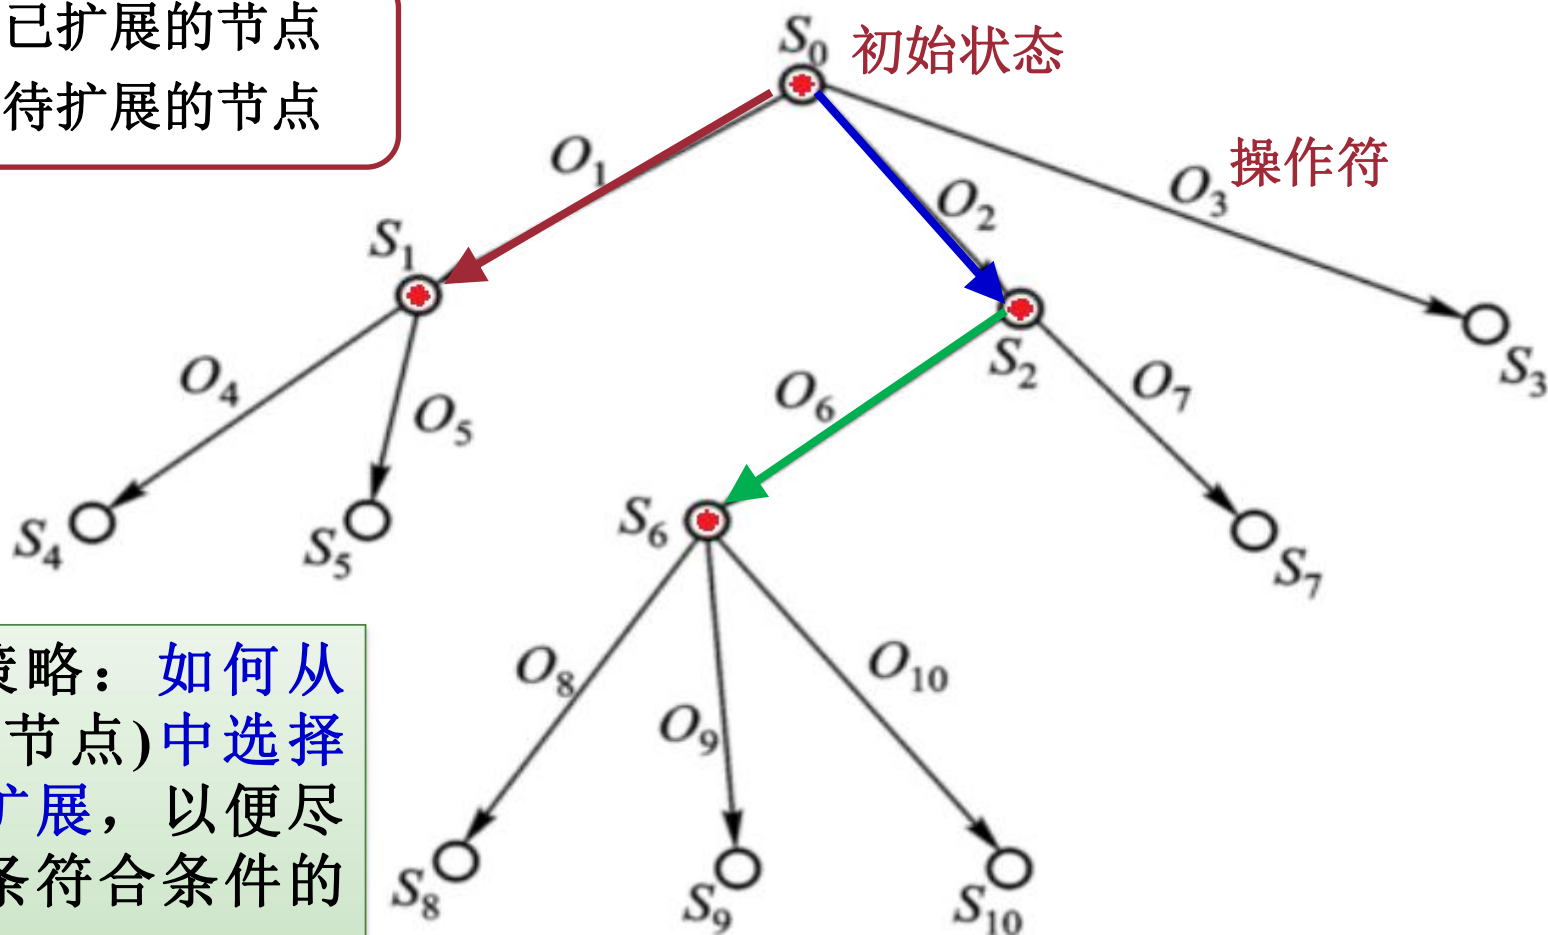 已扩展的节点
待扩展的节点
S0 初始状态
O1
O2
O3 操作符
S1
S2
S3
O4
O5
O6
O7
S4
S5
S6
S7
策略：如何从
节点)中选择
扩展，以便尽
条符合条件的
O8
O9
O10
S8
S9
S10